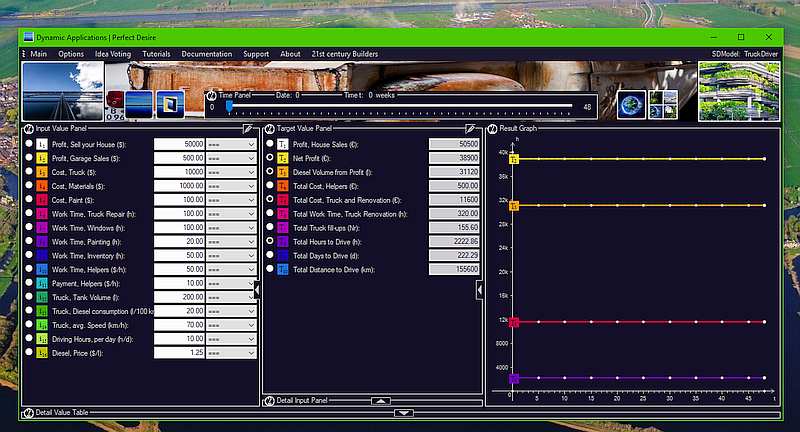 Dynamic Applications | Perfect Desire
Main Options Idea Voting Tutorials Documentation Support About 21st century Builders SDModel: TruckDriver
Time Panel Date: 0 Time t: 0 weeks
0 48
B
096
Input Value Panel
Profit, Sell your House ($): 50000 ===
Profit, Garage Sales ($): 500.00 ===
Cost, Truck ($): 10000 ===
Cost, Materials ($): 1000.00 ===
Cost, Paint ($): 100.00 ===
Work Time, Truck Repair (h): 100.00 ===
Work Time, Windows (h): 100.00 ===
Work Time, Painting (h): 20.00 ===
Work Time, Inventory (h): 50.00 ===
Work Time, Helpers ($/h): 50.00 ===
Payment, Helpers ($/h): 10.00 ===
Truck, Tank Volume (l): 200.00 ===
Truck, Diesel consumption (l/100 k 20.00 ===
Truck, avg. Speed (km/h): 70.00 ===
Driving Hours, per day (h/d): 10.00 ===
Diesel, Price ($/l): 1.25 ===
Target Value Panel
T1 Profit, House Sales (€): 50500
T2 Net Profit (€): 38900
T3 Diesel Volume from Profit (l): 31120
T4 Total Cost, Helpers (€): 500.00
Total Cost, Truck and Renovation (€): 11600
Total Work Time, Truck Renovation (h): 320.00
Total Truck fill-ups (Nr): 155.60
Total Hours to Drive (h): 2222.86
Total Days to Drive (d): 222.29
Total Distance to Drive (km): 155600
Detail Input Panel
Result Graph
h
40k
36k
32k
28k
24k
20k
16k
12k
8000
4000
0
0 5 10 15 20 25 30 35 40 45 t
T2
T3
Detail Value Table